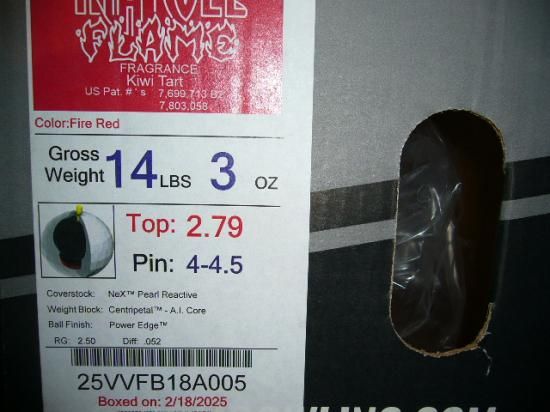 FLAME
FRAGRANCE
Kiwi Tart
US Pat. #'s 7,699,713 B2
7,803,058
Color:Fire Red
Gross Weight 14 LBS 3 OZ
Top: 2.79
Pin: 4-4.5
Coverstock: NeX™ Pearl Reactive
Weight Block: Centripetal™ - A.I. Core
Ball Finish: Power Edge™
RG: 2.50 Diff: .052
25VVFB18A005
Boxed on: 2/18/2025